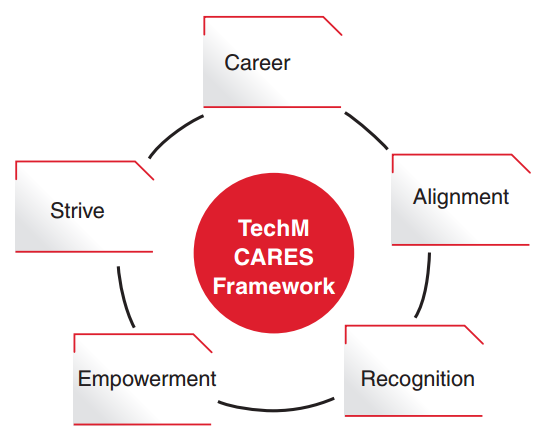 Career
Alignment
Recognition
Empowerment
Strive
TechM
CARES
Framework